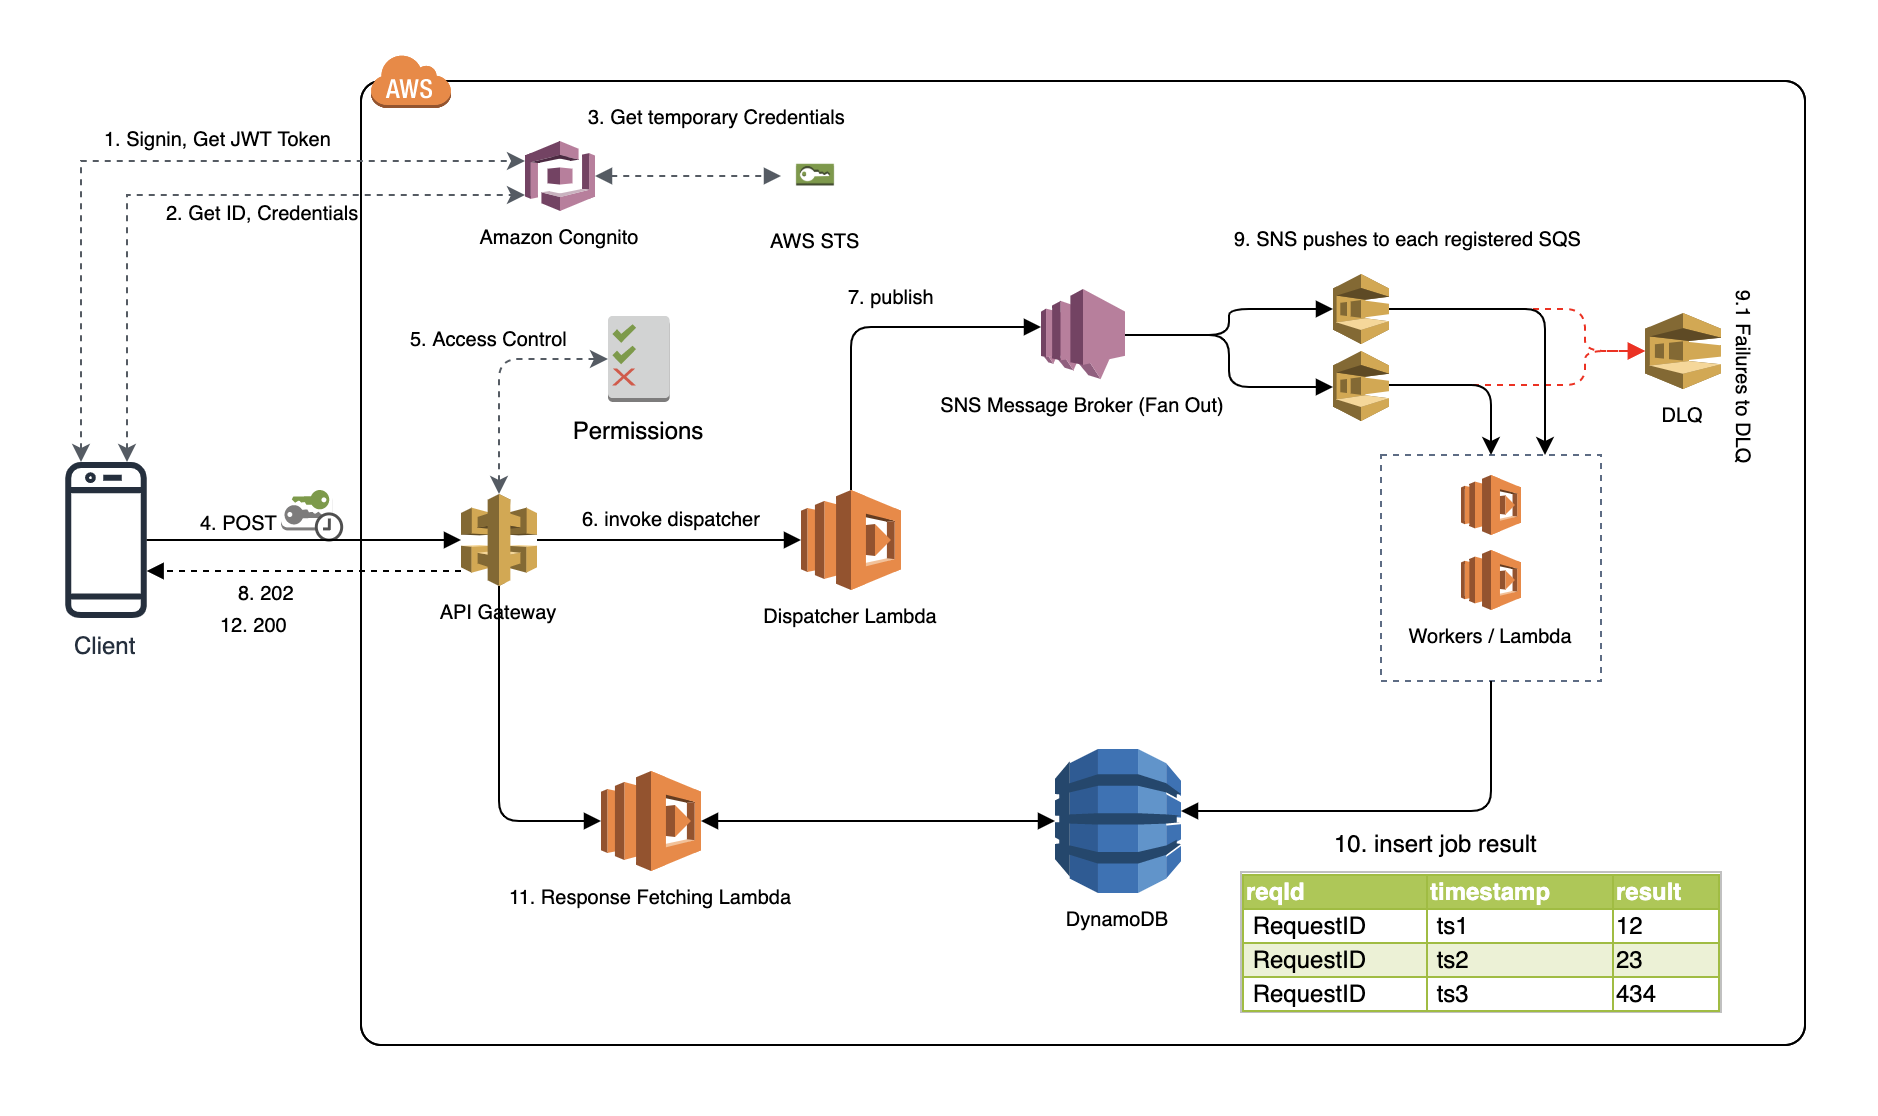 AWS
3. Get temporary Credentials
1. Signin, Get JWT Token
2. Get ID, Credentials
Amazon Congnito
AWS STS
9. SNS pushes to each registered SQS
7. publish
9.1 Failures to DLQ
5. Access Control
SNS Message Broker (Fan Out)
DLQ
Permissions
4. POST
6. invoke dispatcher
8. 202
API Gateway
Dispatcher Lambda
12. 200
Client
Workers / Lambda
10. insert job result
11. Response Fetching Lambda
DynamoDB
reqId timestamp result
RequestID ts1 12
RequestID ts2 23
RequestID ts3 434